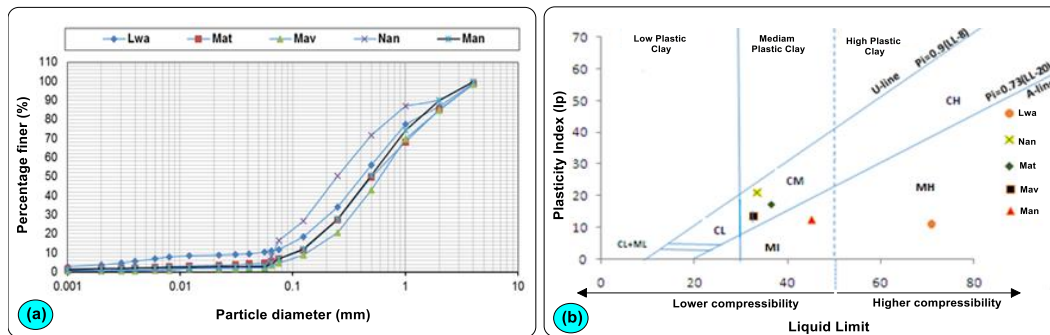 Lwa Mat Mav Nan Man
Percentage finer (%)
110
100
90
80
70
60
50
40
30
20
10
0
0.001 0.01 0.1 1 10
Particle diameter (mm)
(a)
Plasticity Index (Ip)
70
60
50
40
30
20
10
0
Low Plastic
Clay
Mediam
Plastic Clay
High Plastic
Clay
Pi=0.9(LL-8)
U-line
Pi=0.73(LL-20)
A-line
CH
CM
CL
MH
MI
CL+ML
Lwa
Nan
Mat
Mav
Man
0 20 40 60 80
Lower compressibility
Higher compressibility
Liquid Limit
(b)